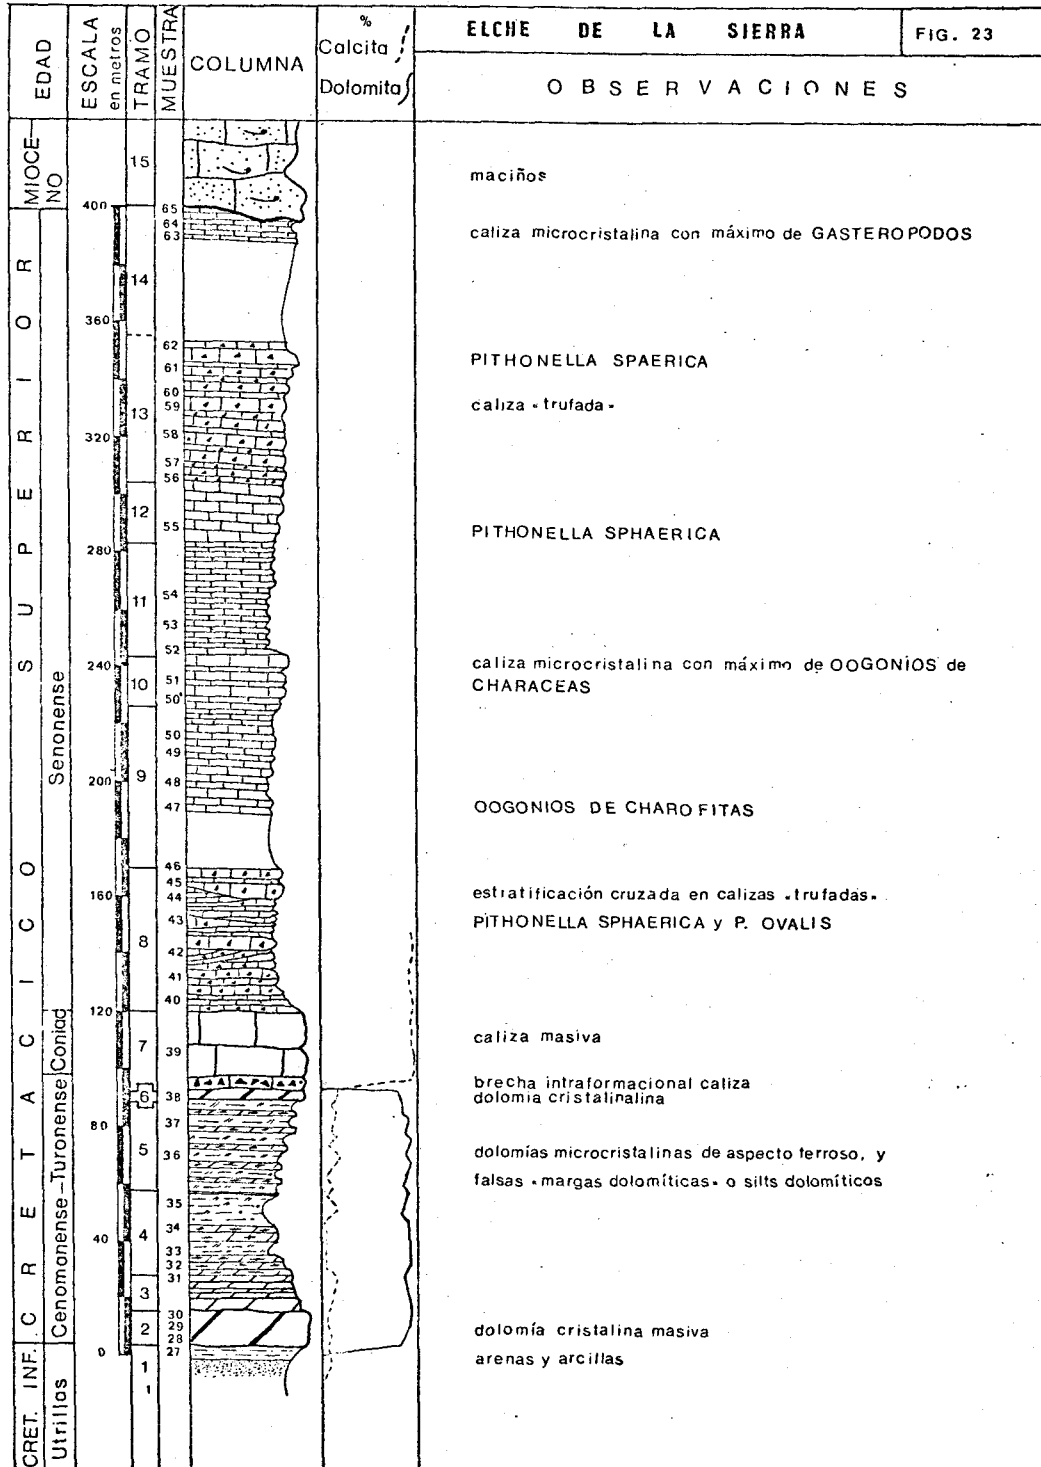 ELCHE DE LA SIERRA
FIG. 23
EDAD
ESCALA
en metros
TRAMO
MUESTRA
COLUMNA
%
Calcita
Dolomita
OBSERVACIONES
MIOCE-
NO
CRETACICO SUPERIOR
CRET. INF.
Senonense
Coniad
Cenomanense-Turonense
Utrillas
400
360
320
280
240
200
160
120
80
40
0
15
14
13
12
11
10
9
8
7
6
5
4
3
2
1
1
65
64
63
62
61
60
59
58
57
56
55
54
53
52
51
50'
50
49
48
47
46
45
44
43
42
41
40
39
38
37
36
35
34
33
32
31
30
29
28
27
maciños
caliza microcristalina con máximo de GASTEROPODOS
PITHONELLA SPAERICA
caliza «trufada»
PITHONELLA SPHAERICA
caliza microcristalina con máximo de OOGONIOS de
CHARACEAS
OOGONIOS DE CHAROFITAS
estratificación cruzada en calizas «trufadas»
PITHONELLA SPHAERICA y P. OVALIS
caliza masiva
brecha intraformacional caliza
dolomia cristalinalina
dolomías microcristalinas de aspecto terroso, y
falsas «margas dolomíticas» o silts dolomíticos
dolomía cristalina masiva
arenas y arcillas